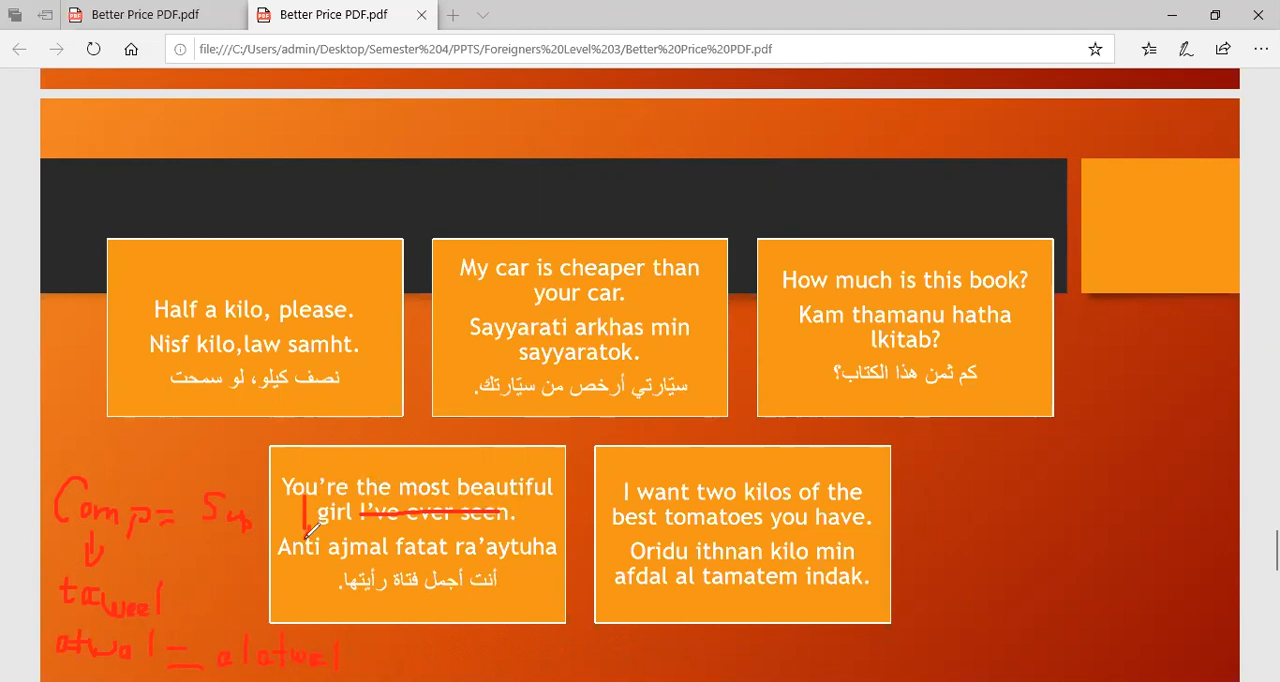 Better Price PDF.pdf
Better Price PDF.pdf
file:///C:/Users/admin/Desktop/Semester%204/PPTS/Foreigners%20Level%203/Better%20Price%20PDF.pdf
Half a kilo, please.
Nisf kilo,law samht.
نصف كيلو، لو سمحت
My car is cheaper than
your car.
Sayyarati arkhas min
sayyaratok.
سيّارتي أرخص من سيّارتك.
How much is this book?
Kam thamanu hatha
lkitab?
كم ثمن هذا الكتاب؟
You're the most beautiful
girl I've ever seen.
Anti ajmal fatat ra'aytuha
أنت أجمل فتاة رأيتها.
I want two kilos of the
best tomatoes you have.
Oridu ithnan kilo min
afdal al tamatem indak.
Comp = Sup
taweel
atwal = alatwal